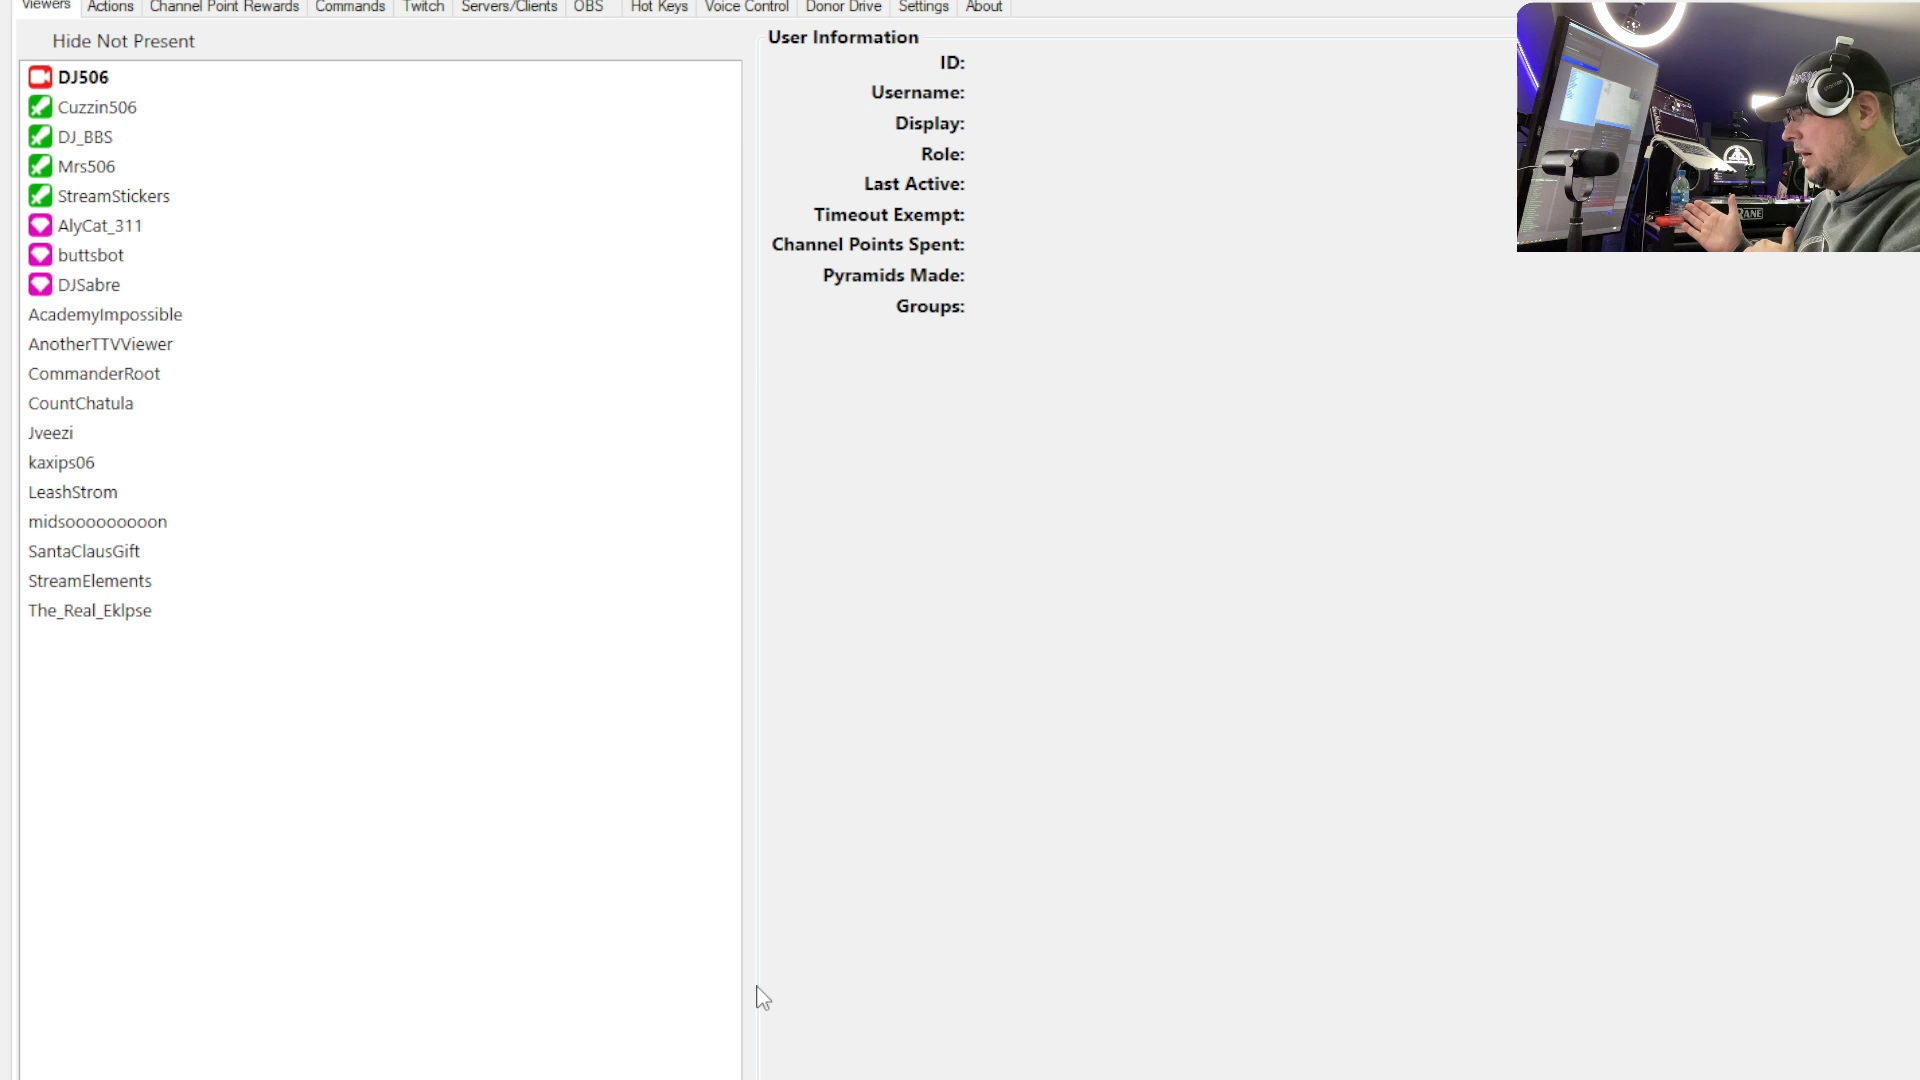 Viewers Actions Channel Point Rewards Commands Twitch Servers/Clients OBS Hot Keys Voice Control Donor Drive Settings About
Hide Not Present
DJ506
Cuzzin506
DJ_BBS
Mrs506
StreamStickers
AlyCat_311
buttsbot
DJSabre
AcademyImpossible
AnotherTTVViewer
CommanderRoot
CountChatula
Jveezi
kaxips06
LeashStrom
midsooooooooon
SantaClausGift
StreamElements
The_Real_Eklpse
User Information
ID:
Username:
Display:
Role:
Last Active:
Timeout Exempt:
Channel Points Spent:
Pyramids Made:
Groups:
RANE